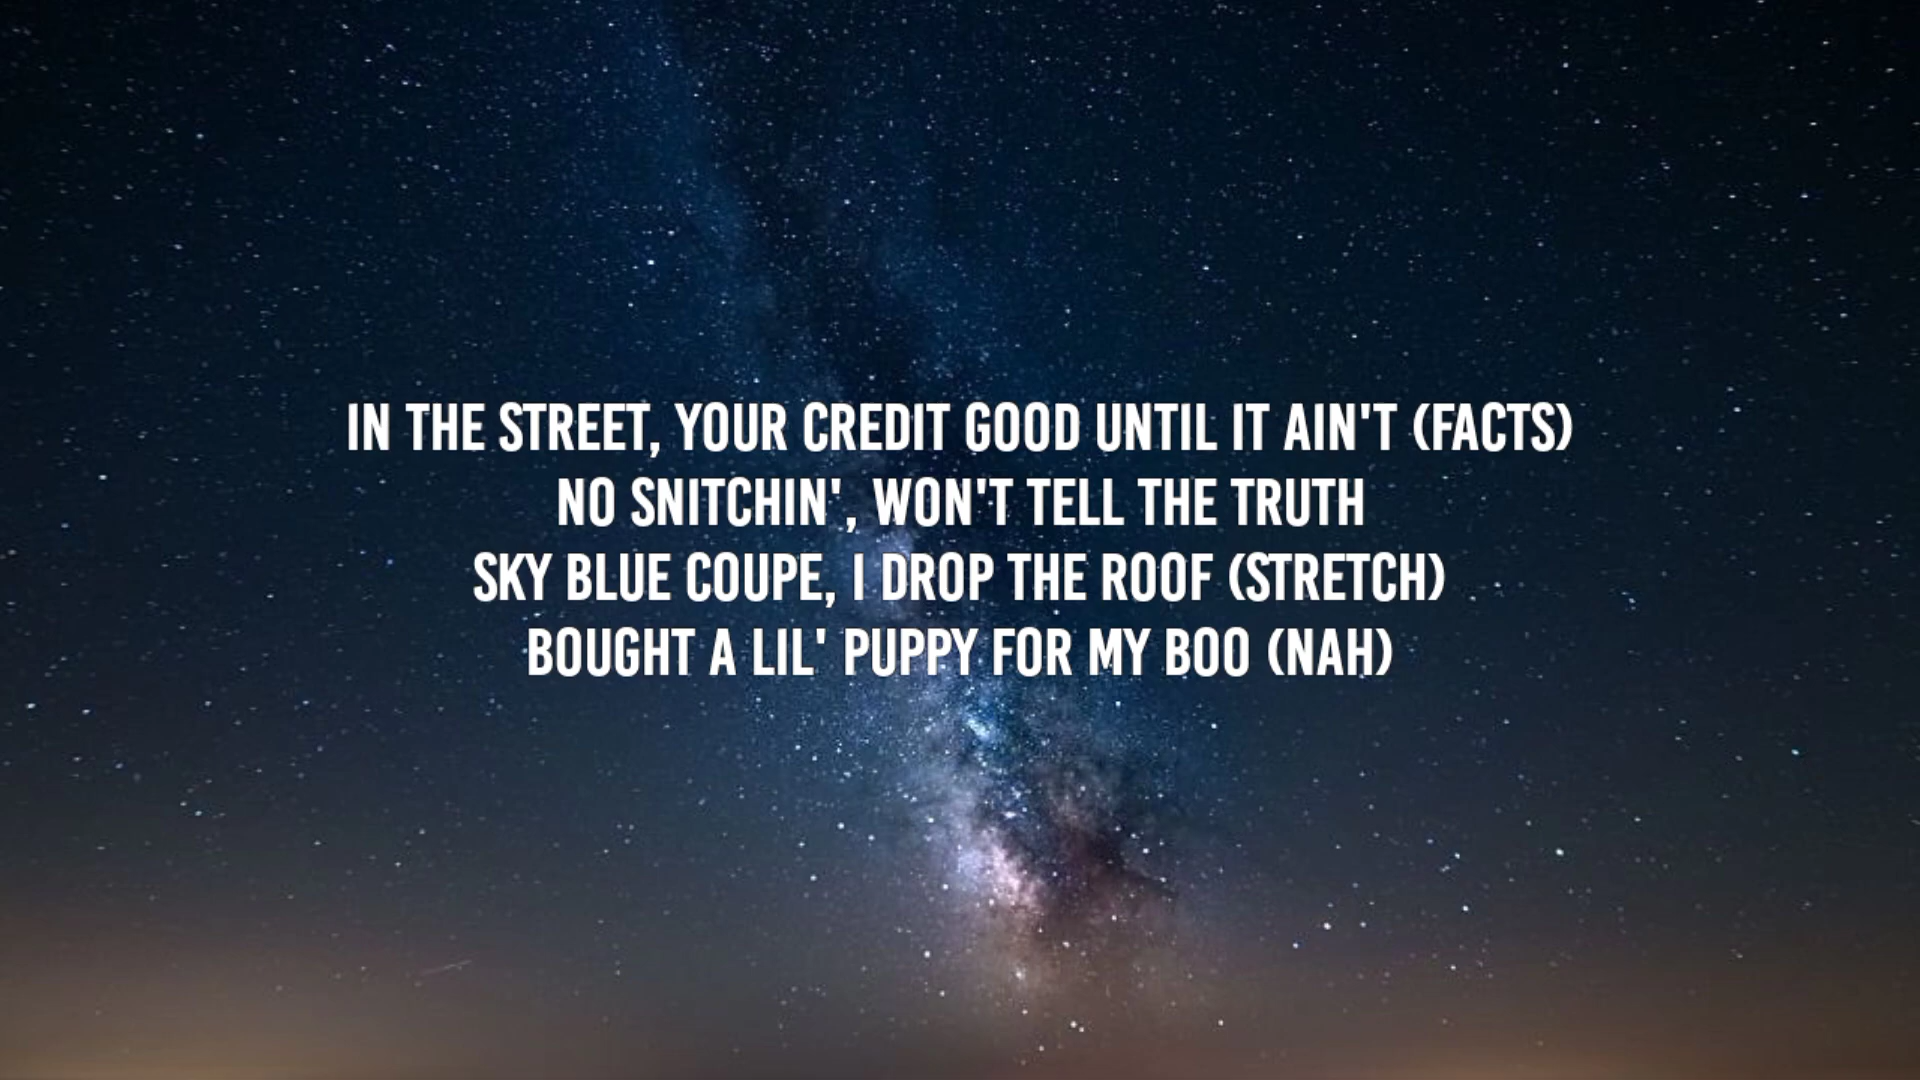 IN THE STREET, YOUR CREDIT GOOD UNTIL IT AIN'T (FACTS)
NO SNITCHIN', WON'T TELL THE TRUTH
SKY BLUE COUPE, I DROP THE ROOF (STRETCH)
BOUGHT A LIL' PUPPY FOR MY BOO (NAH)